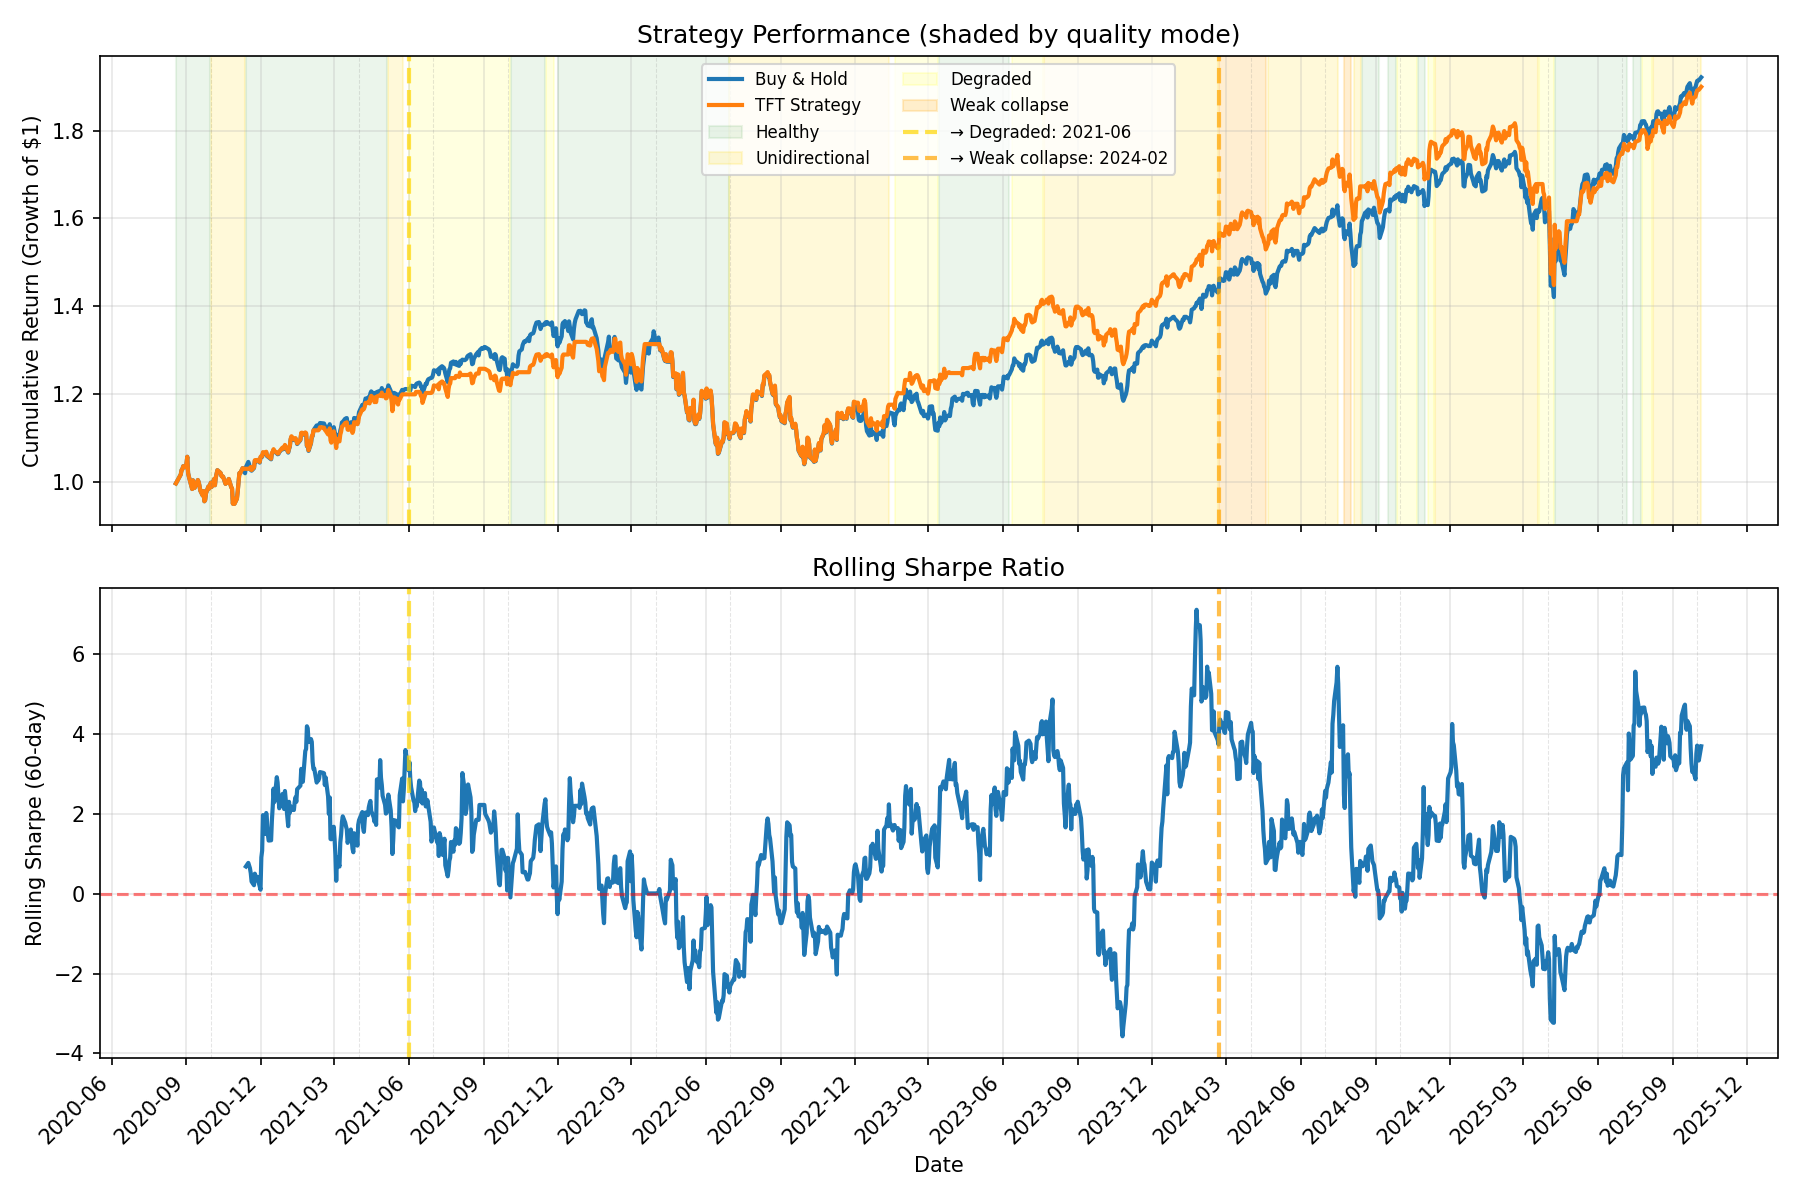 Strategy Performance (shaded by quality mode)
Cumulative Return (Growth of $1)
1.8
1.6
1.4
1.2
1.0
Buy & Hold
TFT Strategy
Healthy
Unidirectional
Degraded
Weak collapse
→ Degraded: 2021-06
→ Weak collapse: 2024-02
Rolling Sharpe Ratio
Rolling Sharpe (60-day)
6
4
2
0
−2
−4
2020-06
2020-09
2020-12
2021-03
2021-06
2021-09
2021-12
2022-03
2022-06
2022-09
2022-12
2023-03
2023-06
2023-09
2023-12
2024-03
2024-06
2024-09
2024-12
2025-03
2025-06
2025-09
2025-12
Date